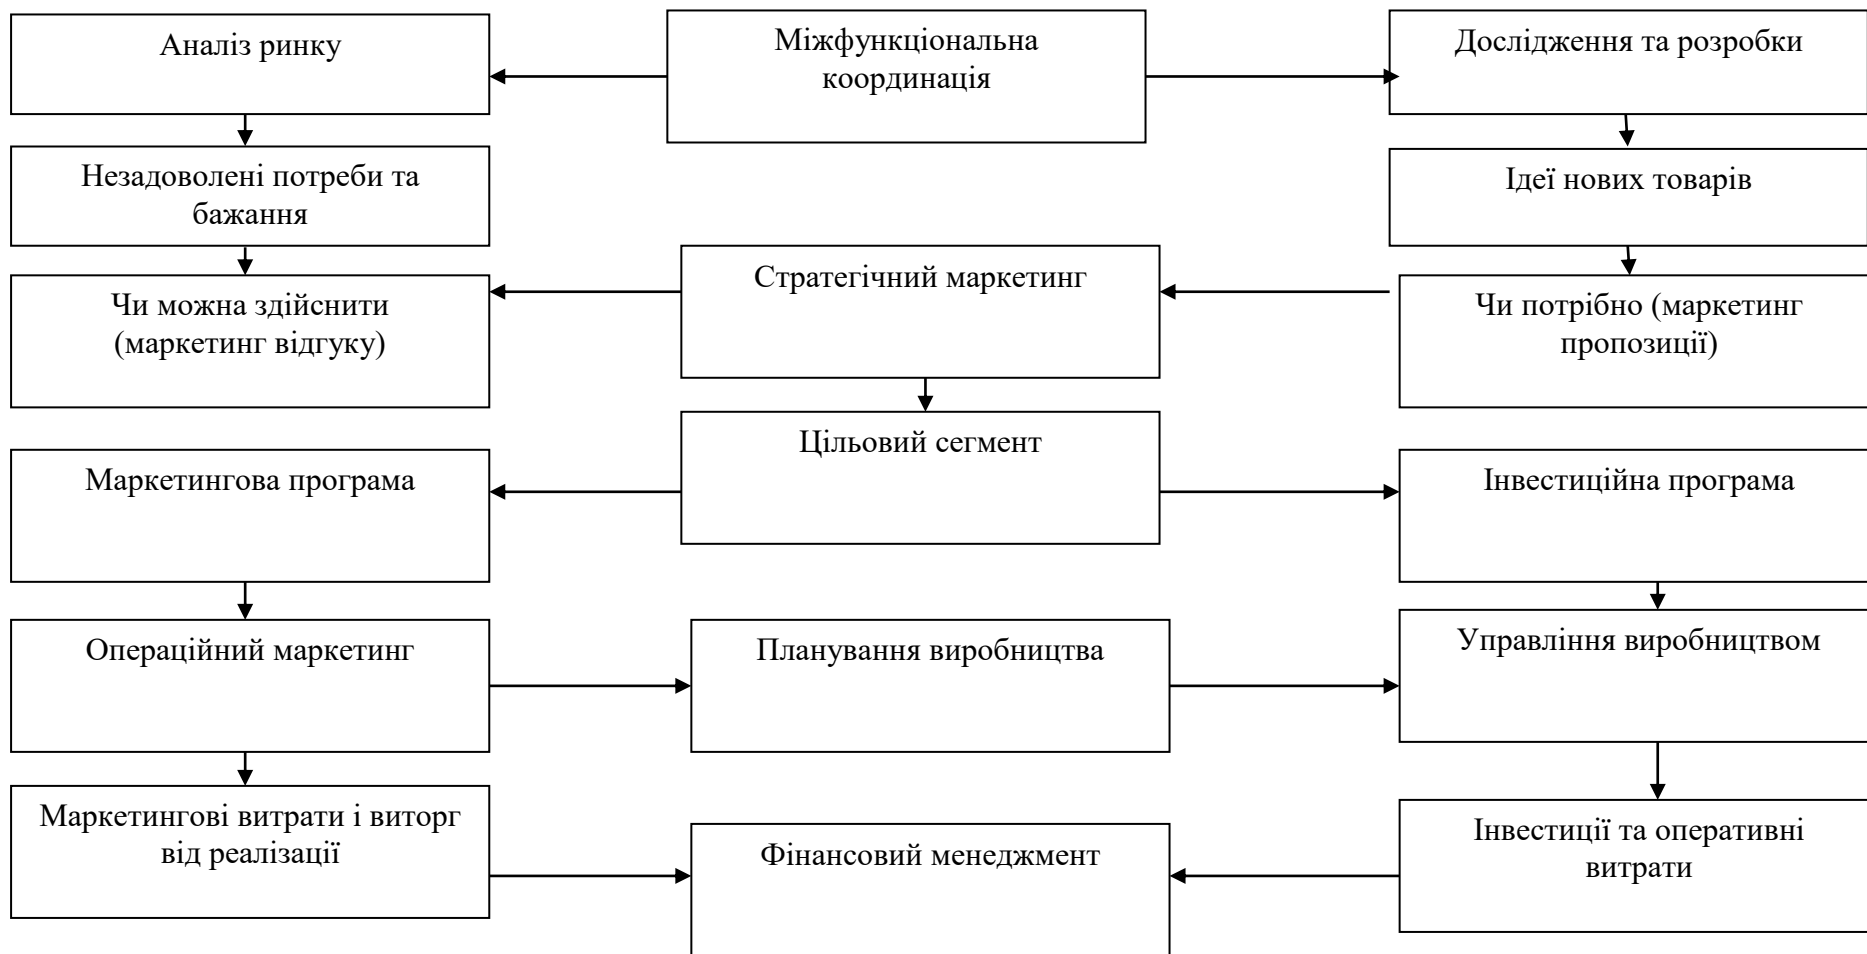 Аналіз ринку
Міжфункціональна
координація
Дослідження та розробки
Незадоволені потреби та
бажання
Ідеї нових товарів
Стратегічний маркетинг
Чи можна здійснити
(маркетинг відгуку)
Чи потрібно (маркетинг
пропозиції)
Цільовий сегмент
Маркетингова програма
Інвестиційна програма
Операційний маркетинг
Планування виробництва
Управління виробництвом
Маркетингові витрати і виторг
від реалізації
Фінансовий менеджмент
Інвестиції та оперативні
витрати